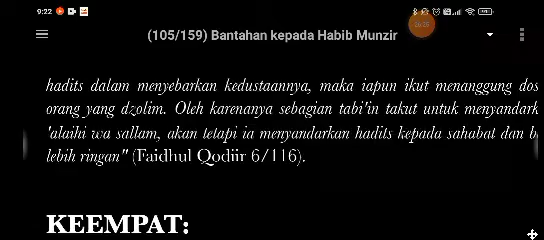 9:22
26:25
(105/159) Bantahan kepada Habib Munzir
hadits dalam menyebarkan kedustaannya, maka iapun ikut menanggung dos
orang yang dzolim. Oleh karenanya sebagian tabi'in takut untuk menyandark
'alaihi wa sallam, akan tetapi ia menyandarkan hadits kepada sahabat dan b
lebih ringan" (Faidhul Qodiir 6/116).
KEEMPAT: